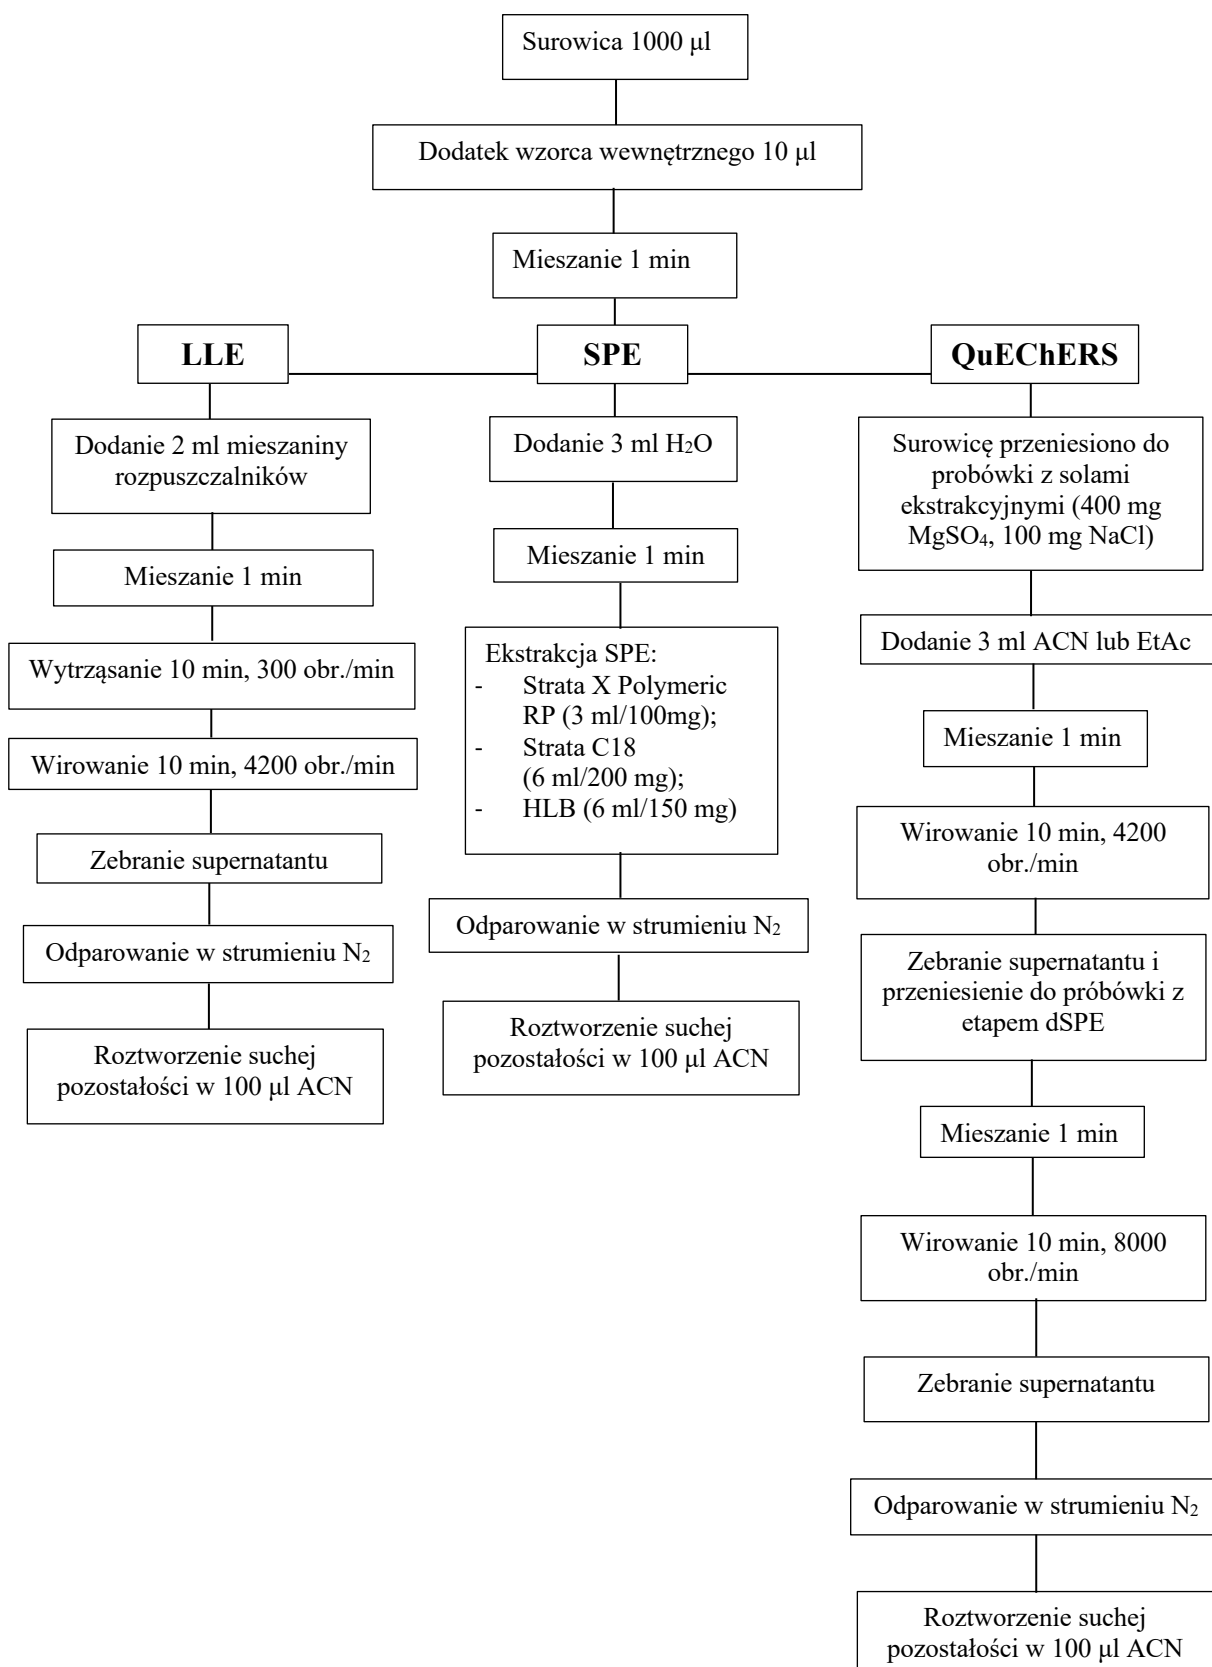 Surowica 1000 μl
Dodatek wzorca wewnętrznego 10 μl
Mieszanie 1 min
LLE
Dodanie 2 ml mieszaniny
rozpuszczalników
Mieszanie 1 min
Wytrząsanie 10 min, 300 obr./min
Wirowanie 10 min, 4200 obr./min
Zebranie supernatantu
Odparowanie w strumieniu N₂
Roztworzenie suchej
pozostałości w 100 μl ACN
SPE
Dodanie 3 ml H₂O
Mieszanie 1 min
Ekstrakcja SPE:
- Strata X Polymeric
RP (3 ml/100mg);
- Strata C18
(6 ml/200 mg);
- HLB (6 ml/150 mg)
Odparowanie w strumieniu N₂
Roztworzenie suchej
pozostałości w 100 μl ACN
QuEChERS
Surowicę przeniesiono do
probówki z solami
ekstrakcyjnymi (400 mg
MgSO₄, 100 mg NaCl)
Dodanie 3 ml ACN lub EtAc
Mieszanie 1 min
Wirowanie 10 min, 4200
obr./min
Zebranie supernatantu i
przeniesienie do próbówki z
etapem dSPE
Mieszanie 1 min
Wirowanie 10 min, 8000
obr./min
Zebranie supernatantu
Odparowanie w strumieniu N₂
Roztworzenie suchej
pozostałości w 100 μl ACN